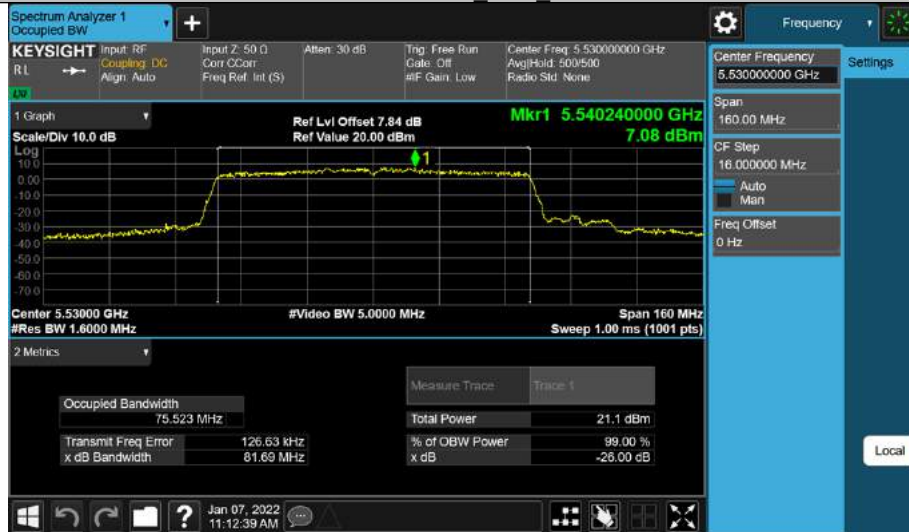 Spectrum Analyzer 1
Occupied BW
KEYSIGHT
RL
Input: RF
Coupling: DC
Align: Auto
Input Z: 50 Ω
Corr CCorr
Freq Ref: Int (S)
Atten: 30 dB
Trig: Free Run
Gate: Off
#IF Gain: Low
Center Freq: 5.530000000 GHz
Avg|Hold: 500/500
Radio Std: None
1 Graph
Scale/Div 10.0 dB
Ref Lvl Offset 7.84 dB
Ref Value 20.00 dBm
Mkr1 5.540240000 GHz
7.08 dBm
Log
10.0
0.00
-10.0
-20.0
-30.0
-40.0
-50.0
-60.0
-70.0
1
Center 5.53000 GHz
#Video BW 5.0000 MHz
Span 160 MHz
#Res BW 1.6000 MHz
Sweep 1.00 ms (1001 pts)
2 Metrics
Measure Trace
Trace 1
Occupied Bandwidth
75.523 MHz
Total Power 21.1 dBm
Transmit Freq Error 126.63 kHz
% of OBW Power 99.00 %
x dB Bandwidth 81.69 MHz
x dB -26.00 dB
Jan 07, 2022
11:12:39 AM
Frequency
Settings
Center Frequency
5.530000000 GHz
Span
160.00 MHz
CF Step
16.000000 MHz
Auto
Man
Freq Offset
0 Hz
Local